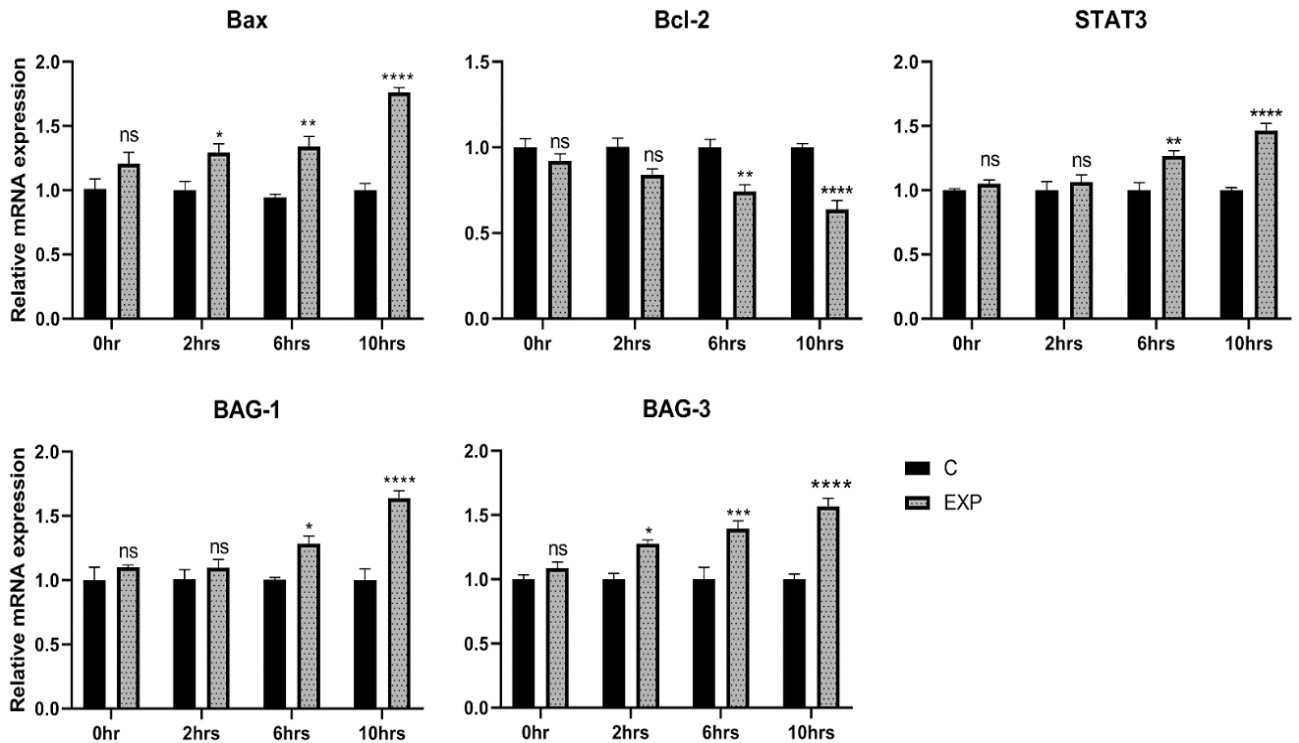 Bax
Relative mRNA expression
2.0
1.5
1.0
0.5
0.0
ns
*
**
****
0hr 2hrs 6hrs 10hrs
Bcl-2
1.5
1.0
0.5
0.0
ns
ns
**
****
0hr 2hrs 6hrs 10hrs
STAT3
2.0
1.5
1.0
0.5
0.0
ns
ns
**
****
0hr 2hrs 6hrs 10hrs
BAG-1
Relative mRNA expression
2.0
1.5
1.0
0.5
0.0
ns
ns
*
****
0hr 2hrs 6hrs 10hrs
BAG-3
2.0
1.5
1.0
0.5
0.0
ns
*
***
****
0hr 2hrs 6hrs 10hrs
C
EXP